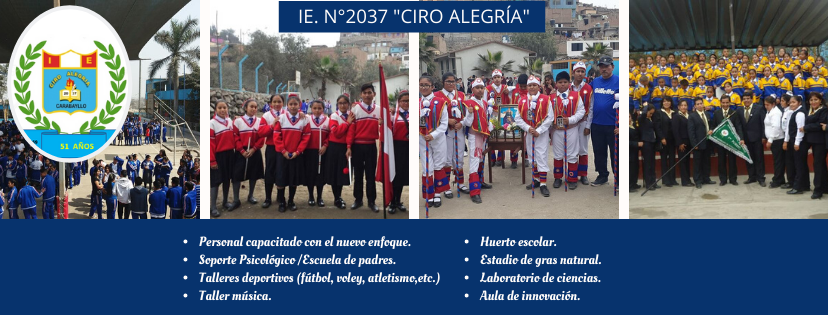 IE. N°2037 "CIRO ALEGRÍA"
I E
CIRO ALEGRIA
CARABAYLLO
51 AÑOS
Gillette
• Personal capacitado con el nuevo enfoque.
• Soporte Psicológico /Escuela de padres.
• Talleres deportivos (fútbol, voley, atletismo,etc.)
• Taller música.
• Huerto escolar.
• Estadio de gras natural.
• Laboratorio de ciencias.
• Aula de innovación.